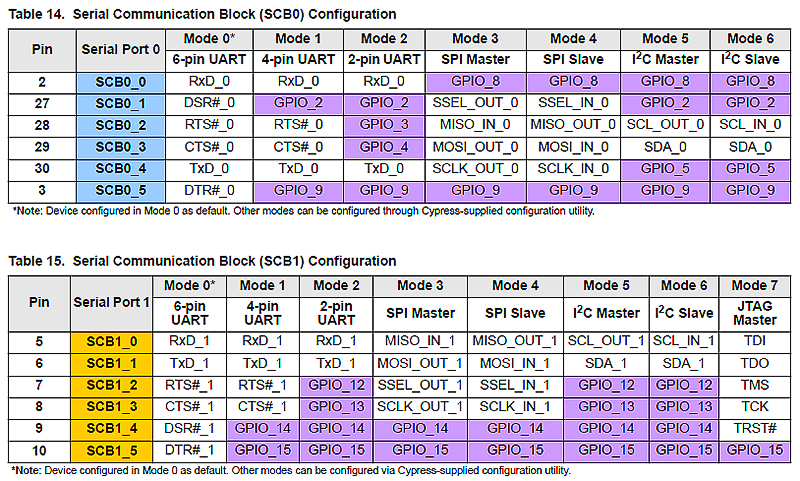 Table 14. Serial Communication Block (SCB0) Configuration
Pin Serial Port 0 Mode 0* Mode 1 Mode 2 Mode 3 Mode 4 Mode 5 Mode 6
6-pin UART 4-pin UART 2-pin UART SPI Master SPI Slave I²C Master I²C Slave
2 SCB0_0 RxD_0 RxD_0 RxD_0 GPIO_8 GPIO_8 GPIO_8 GPIO_8
27 SCB0_1 DSR#_0 GPIO_2 GPIO_2 SSEL_OUT_0 SSEL_IN_0 GPIO_2 GPIO_2
28 SCB0_2 RTS#_0 RTS#_0 GPIO_3 MISO_IN_0 MISO_OUT_0 SCL_OUT_0 SCL_IN_0
29 SCB0_3 CTS#_0 CTS#_0 GPIO_4 MOSI_OUT_0 MOSI_IN_0 SDA_0 SDA_0
30 SCB0_4 TxD_0 TxD_0 TxD_0 SCLK_OUT_0 SCLK_IN_0 GPIO_5 GPIO_5
3 SCB0_5 DTR#_0 GPIO_9 GPIO_9 GPIO_9 GPIO_9 GPIO_9 GPIO_9
*Note: Device configured in Mode 0 as default. Other modes can be configured through Cypress-supplied configuration utility.
Table 15. Serial Communication Block (SCB1) Configuration
Pin Serial Port 1 Mode 0* Mode 1 Mode 2 Mode 3 Mode 4 Mode 5 Mode 6 Mode 7
6-pin UART 4-pin UART 2-pin UART SPI Master SPI Slave I²C Master I²C Slave JTAG Master
5 SCB1_0 RxD_1 RxD_1 RxD_1 MISO_IN_1 MISO_OUT_1 SCL_OUT_1 SCL_IN_1 TDI
6 SCB1_1 TxD_1 TxD_1 TxD_1 MOSI_OUT_1 MOSI_IN_1 SDA_1 SDA_1 TDO
7 SCB1_2 RTS#_1 RTS#_1 GPIO_12 SSEL_OUT_1 SSEL_IN_1 GPIO_12 GPIO_12 TMS
8 SCB1_3 CTS#_1 CTS#_1 GPIO_13 SCLK_OUT_1 SCLK_IN_1 GPIO_13 GPIO_13 TCK
9 SCB1_4 DSR#_1 GPIO_14 GPIO_14 GPIO_14 GPIO_14 GPIO_14 GPIO_14 TRST#
10 SCB1_5 DTR#_1 GPIO_15 GPIO_15 GPIO_15 GPIO_15 GPIO_15 GPIO_15 GPIO_15
*Note: Device configured in Mode 0 as default. Other modes can be configured via Cypress-supplied configuration utility.